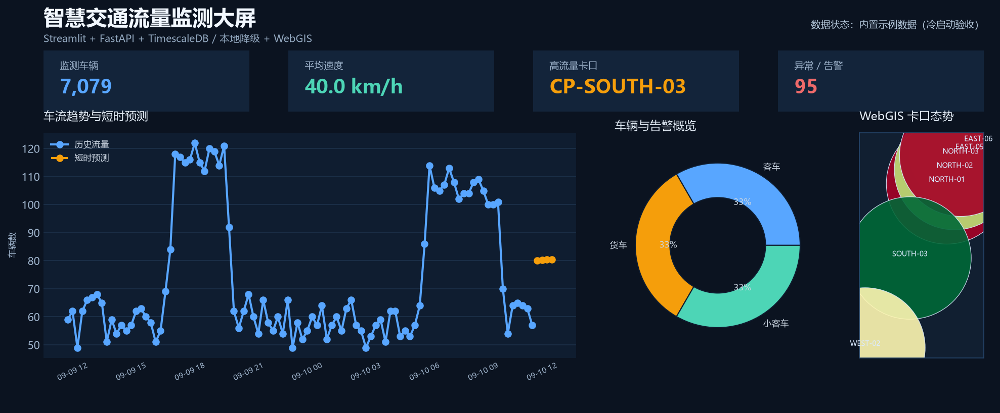 智慧交通流量监测大屏
Streamlit + FastAPI + TimescaleDB / 本地降级 + WebGIS
数据状态：内置示例数据（冷启动验收）
监测车辆
7,079
平均速度
40.0 km/h
高流量卡口
CP-SOUTH-03
异常 / 告警
95
车流趋势与短时预测
历史流量
短时预测
车辆数
120
110
100
90
80
70
60
50
09-09 12
09-09 15
09-09 18
09-09 21
09-10 00
09-10 03
09-10 06
09-10 09
09-10 12
车辆与告警概览
客车
33%
货车
33%
小客车
33%
WebGIS 卡口态势
EAST-06
EAST-05
NORTH-03
NORTH-02
NORTH-01
SOUTH-03
WEST-02